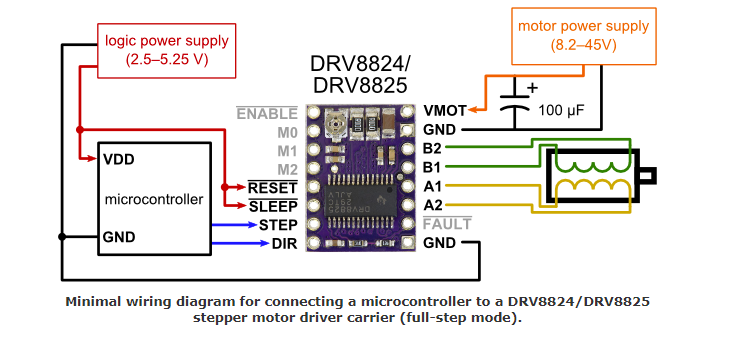 logic power supply
(2.5–5.25 V)
motor power supply
(8.2–45V)
DRV8824/
DRV8825
ENABLE
M0
M1
M2
RESET
SLEEP
STEP
DIR
VMOT
GND
B2
B1
A1
A2
FAULT
GND
+
100 µF
VDD
microcontroller
GND
DRV8825
Minimal wiring diagram for connecting a microcontroller to a DRV8824/DRV8825
stepper motor driver carrier (full-step mode).